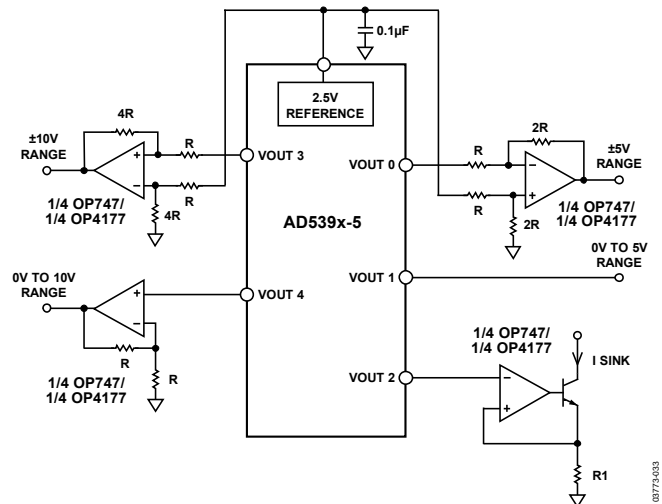 0.1µF
2.5V
REFERENCE
4R
±10V
RANGE
R
+
–
VOUT 3
R
4R
1/4 OP747/
1/4 OP4177
2R
R
VOUT 0
–
+
±5V
RANGE
R
2R
1/4 OP747/
1/4 OP4177
AD539x-5
0V TO 5V
RANGE
VOUT 1
0V TO 10V
RANGE
+
–
VOUT 4
R
R
1/4 OP747/
1/4 OP4177
1/4 OP747/
1/4 OP4177
I SINK
VOUT 2
–
+
R1
03773-033